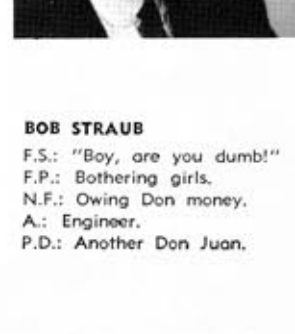 BOB STRAUB
F.S.: "Boy, are you dumb!"
F.P.: Bothering girls.
N.F.: Owing Don money.
A.: Engineer.
P.D.: Another Don Juan.